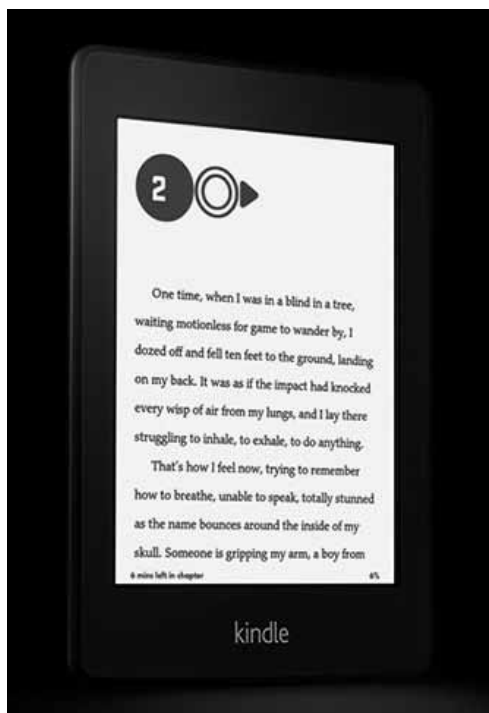 2
One time, when I was in a blind in a tree,
waiting motionless for game to wander by, I
dozed off and fell ten feet to the ground, landing
on my back. It was as if the impact had knocked
every wisp of air from my lungs, and I lay there
struggling to inhale, to exhale, to do anything.
That's how I feel now, trying to remember
how to breathe, unable to speak, totally stunned
as the name bounces around the inside of my
skull. Someone is gripping my arm, a boy from
6 mins left in chapter 6%
kindle